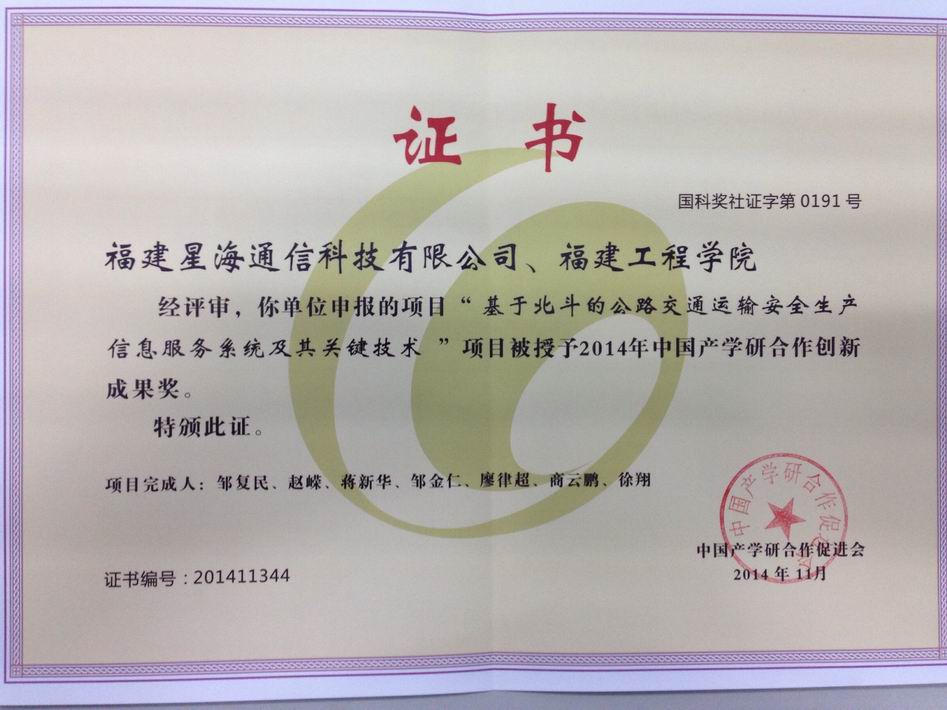 证 书
国科奖社证字第 0191 号
福建星海通信科技有限公司、福建工程学院
经评审，你单位申报的项目“基于北斗的公路交通运输安全生产
信息服务系统及其关键技术 ”项目被授予2014年中国产学研合作创新
成果奖。
特颁此证。
项目完成人：邹复民、赵嵘、蒋新华、邹金仁、廖律超、商云鹏、徐翔
中国产学研合作促进会
中国产学研合作促进会
2014 年 11月
证书编号：201411344